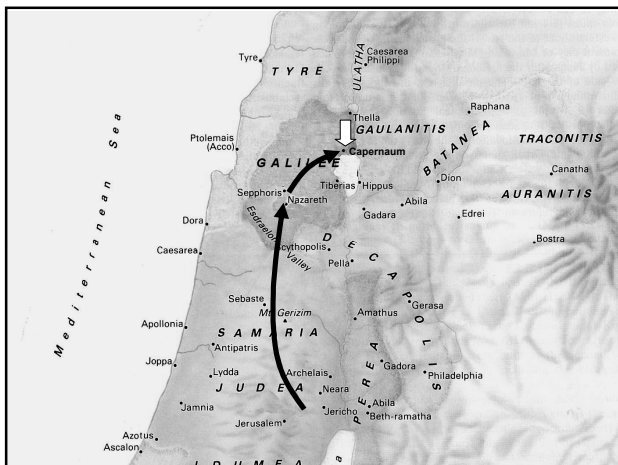 Caesarea
Philippi
Tyre
T Y R E
ULATHA
Thella
Raphana
GAULANITIS
Ptolemais
(Acco)
BATANEA
TRACONITIS
Capernaum
GALILEE
Canatha
Sepphoris
Tiberias
Hippus
Dion
AURANITIS
Nazareth
Abila
Gadara
Edrei
Dora
Esdraelon
Valley
Bostra
Mediterranean Sea
Caesarea
Scythopolis
DECAPOLIS
Pella
Sebaste
Mt. Gerizim
Amathus
Gerasa
Apollonia
SAMARIA
Antipatris
PEREA
Joppa
Lydda
Archelais
Gadora
Philadelphia
JUDEA
Neara
Jamnia
Jericho
Abila
Beth-ramatha
Jerusalem
Azotus
Ascalon
IDUMEA
a